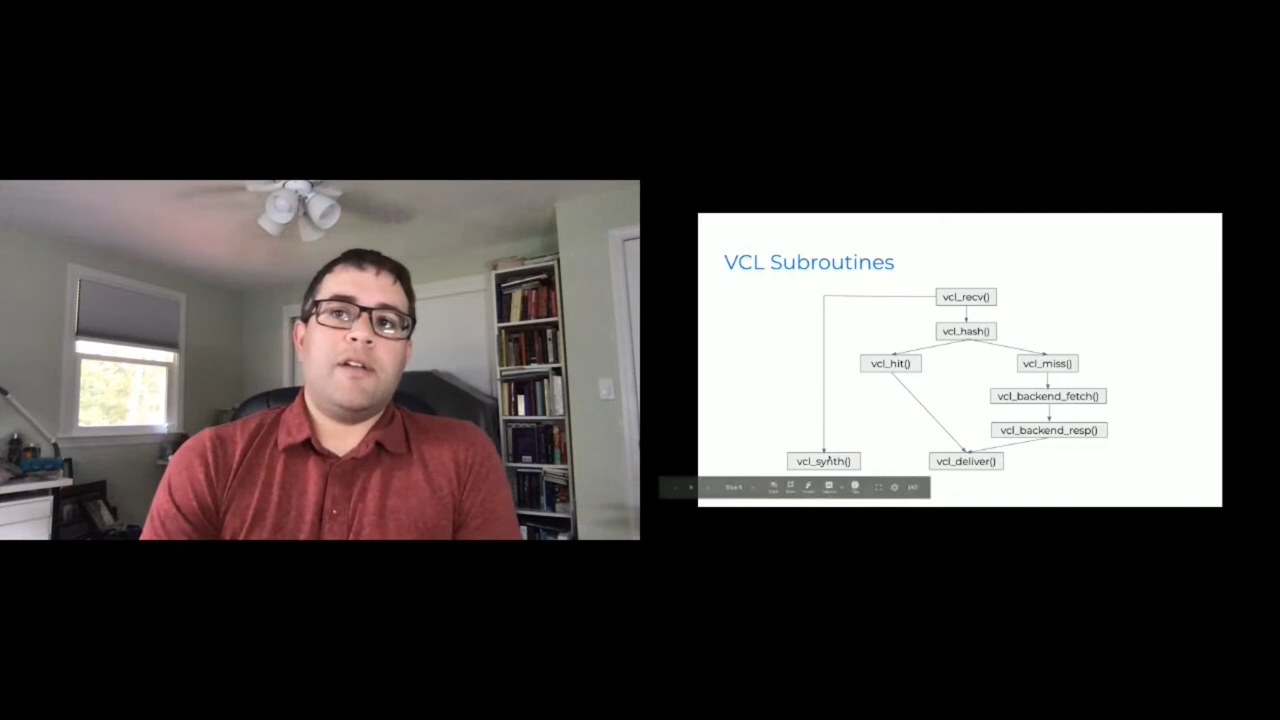 VCL Subroutines
vcl_recv()
vcl_hash()
vcl_hit()
vcl_miss()
vcl_backend_fetch()
vcl_backend_resp()
vcl_synth()
vcl_deliver()